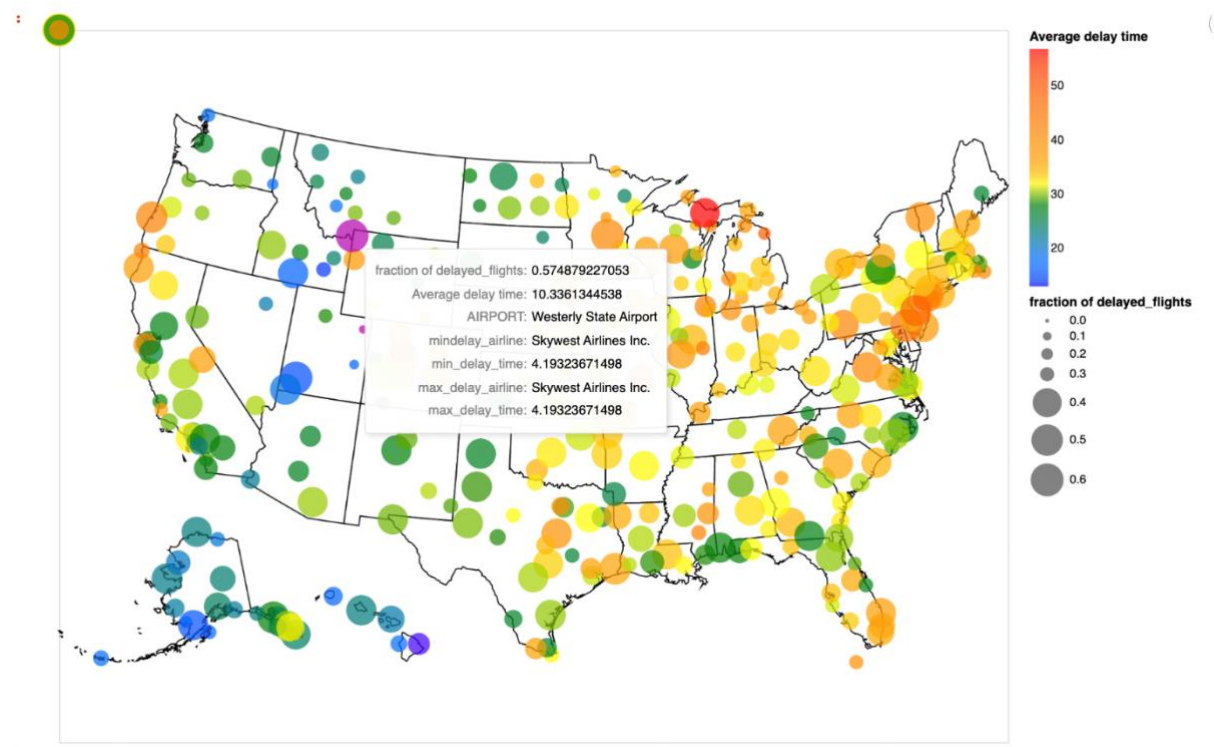 Average delay time
50
40
30
20
fraction of delayed_flights
0.0
0.1
0.2
0.3
0.4
0.5
0.6
fraction of delayed_flights: 0.574879227053
Average delay time: 10.3361344538
AIRPORT: Westerly State Airport
mindelay_airline: Skywest Airlines Inc.
min_delay_time: 4.19323671498
max_delay_airline: Skywest Airlines Inc.
max_delay_time: 4.19323671498